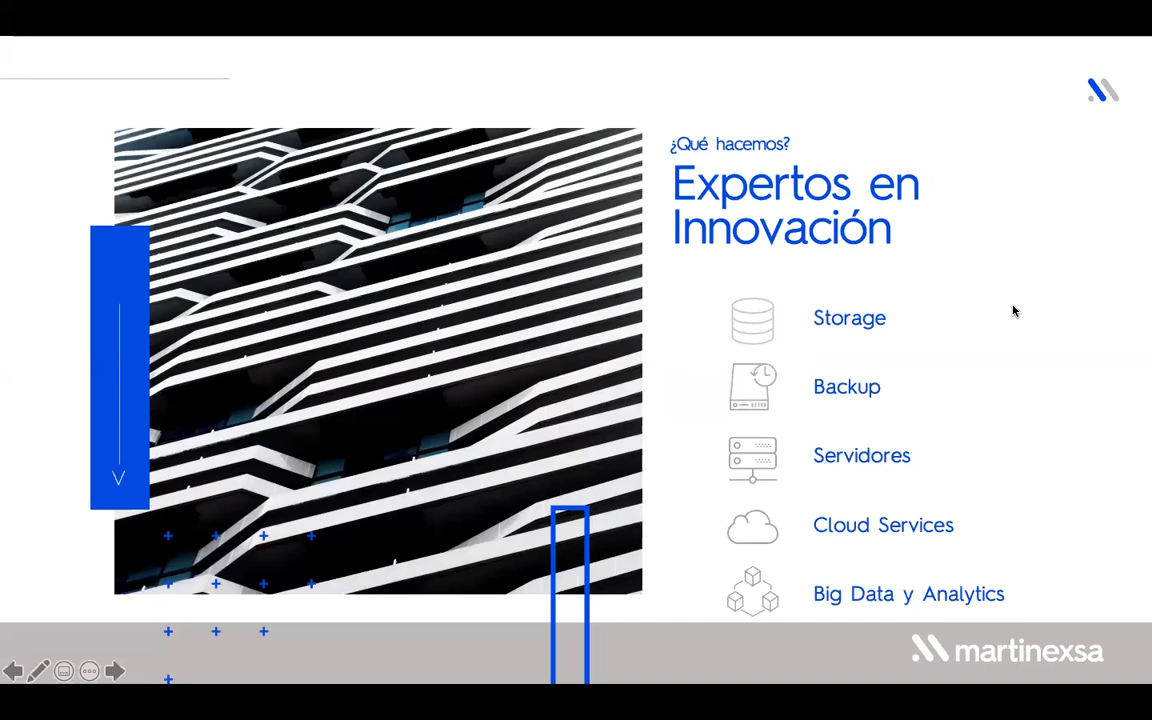 ¿Qué hacemos?
Expertos en
Innovación
Storage
Backup
Servidores
Cloud Services
Big Data y Analytics
martinexsa